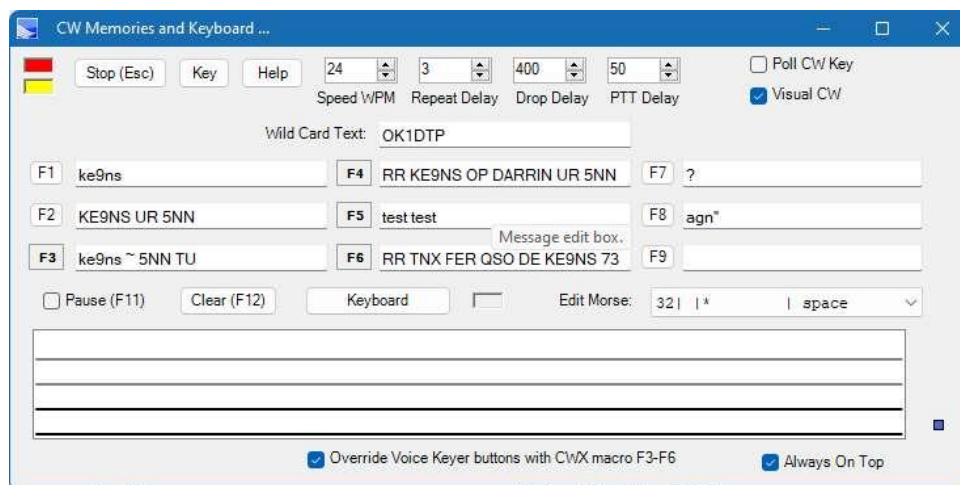 CW Memories and Keyboard ...
Stop (Esc) Key Help 24 3 400 50 Poll CW Key
Speed WPM Repeat Delay Drop Delay PTT Delay Visual CW
Wild Card Text: OK1DTP
F1 ke9ns F4 RR KE9NS OP DARRIN UR 5NN F7 ?
F2 KE9NS UR 5NN F5 test test F8 agn"
Message edit box.
F3 ke9ns ~ 5NN TU F6 RR TNX FER QSO DE KE9NS 73 F9
Pause (F11) Clear (F12) Keyboard Edit Morse: 32| |* | space
Override Voice Keyer buttons with CWX macro F3-F6 Always On Top